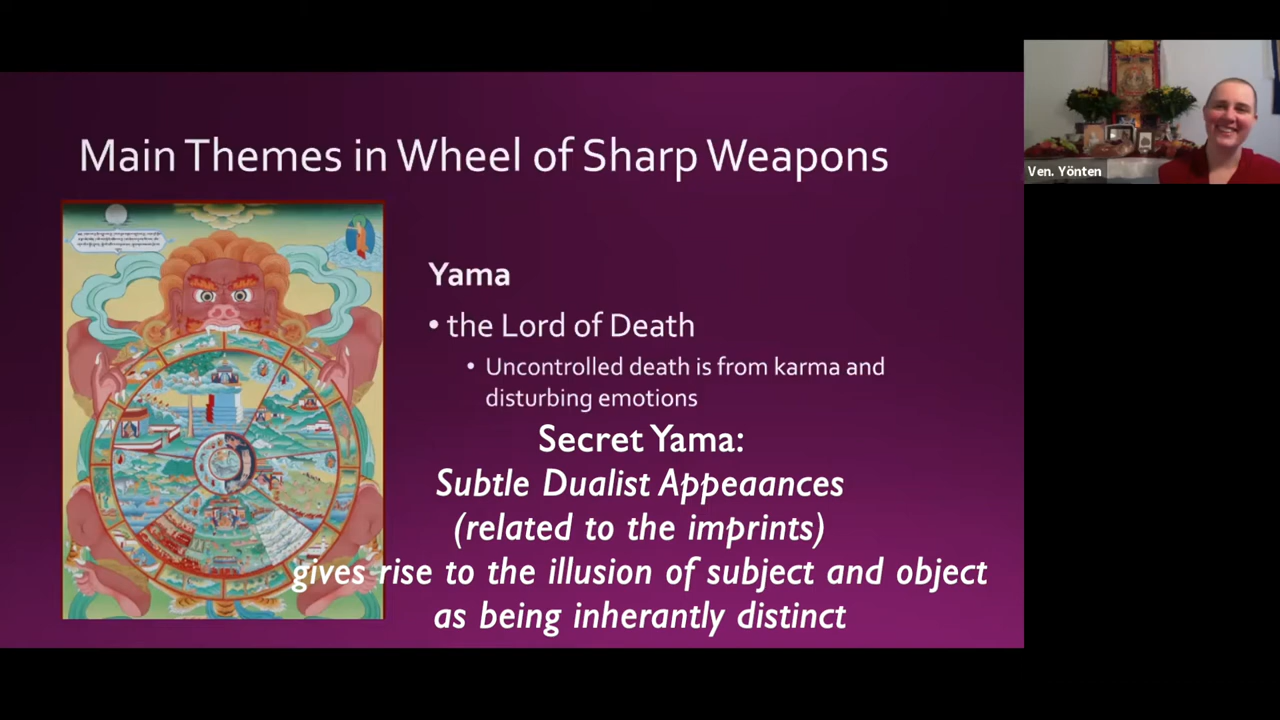 Main Themes in Wheel of Sharp Weapons
Ven. Yönten
Yama
• the Lord of Death
• Uncontrolled death is from karma and
disturbing emotions
Secret Yama:
Subtle Dualist Appeaances
(related to the imprints)
gives rise to the illusion of subject and object
as being inherantly distinct